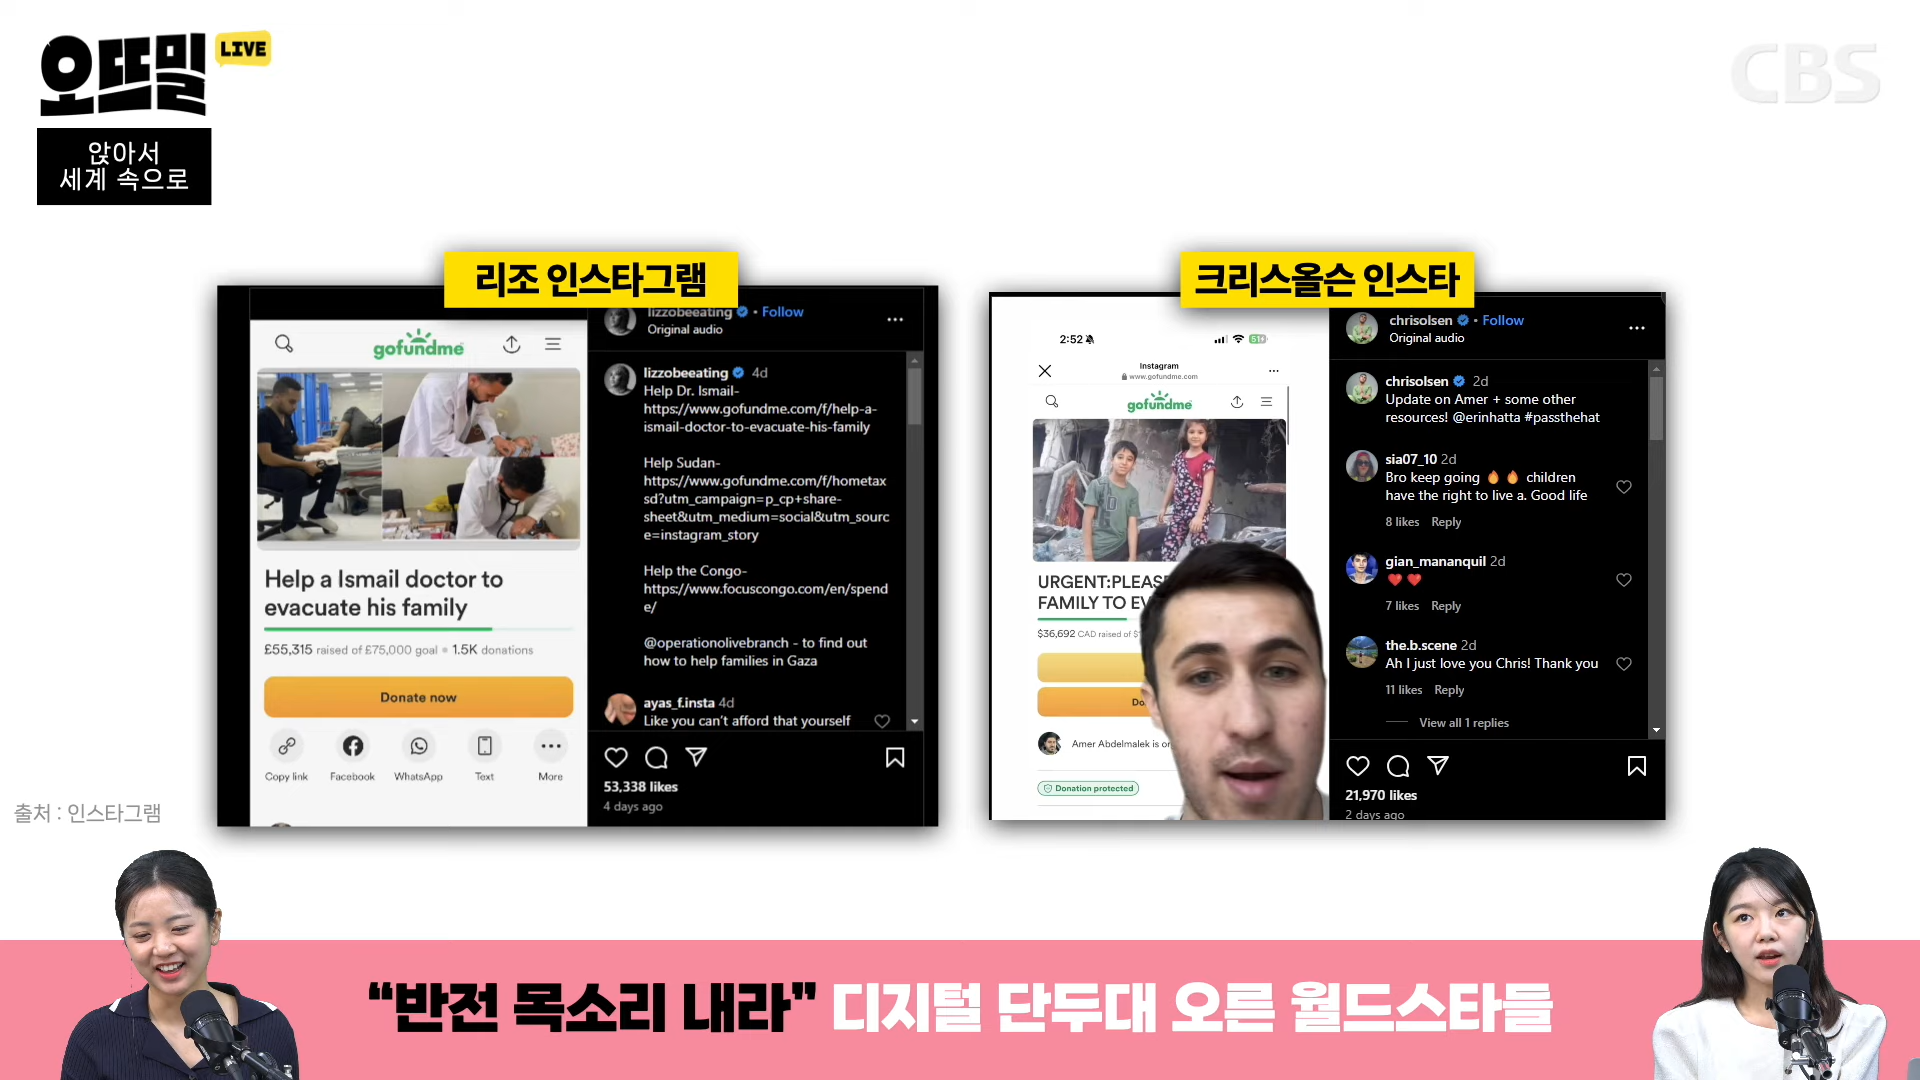 오뜨밀
LIVE
앉아서
세계 속으로
CBS
리조 인스타그램
gofundme
Help a Ismail doctor to
evacuate his family
£55,315 raised of £75,000 goal • 1.5K donations
Donate now
Copy link
Facebook
WhatsApp
Text
More
lizzobeeating • Follow
Original audio
lizzobeeating 4d
Help Dr. Ismail-
https://www.gofundme.com/f/help-a-
ismail-doctor-to-evacuate-his-family
Help Sudan-
https://www.gofundme.com/f/hometax
sd?utm_campaign=p_cp+share-
sheet&utm_medium=social&utm_sourc
e=instagram_story
Help the Congo-
https://www.focuscongo.com/en/spend
e/
@operationolivebranch - to find out
how to help families in Gaza
ayas_f.insta 4d
Like you can't afford that yourself
53,338 likes
4 days ago
크리스올슨 인스타
2:52
51
Instagram
www.gofundme.com
gofundme
URGENT:PLEAS
FAMILY TO EV
$36,692 CAD raised of
Do
Amer Abdelmalek is or
Donation protected
chrisolsen • Follow
Original audio
chrisolsen 2d
Update on Amer + some other
resources! @erinhatta #passthehat
sia07_10 2d
Bro keep going 🔥 🔥 children
have the right to live a. Good life
8 likes Reply
gian_mananquil 2d
❤️ ❤️
7 likes Reply
the.b.scene 2d
Ah I just love you Chris! Thank you
11 likes Reply
View all 1 replies
21,970 likes
2 days ago
출처 : 인스타그램
“반전 목소리 내라” 디지털 단두대 오른 월드스타들